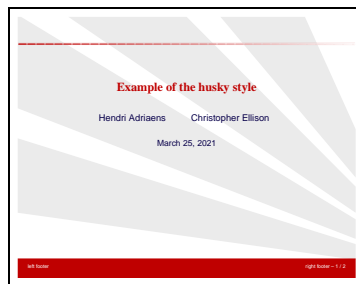 Example of the husky style
Hendri Adriaens Christopher Ellison
March 25, 2021
left footer right footer – 1 / 2